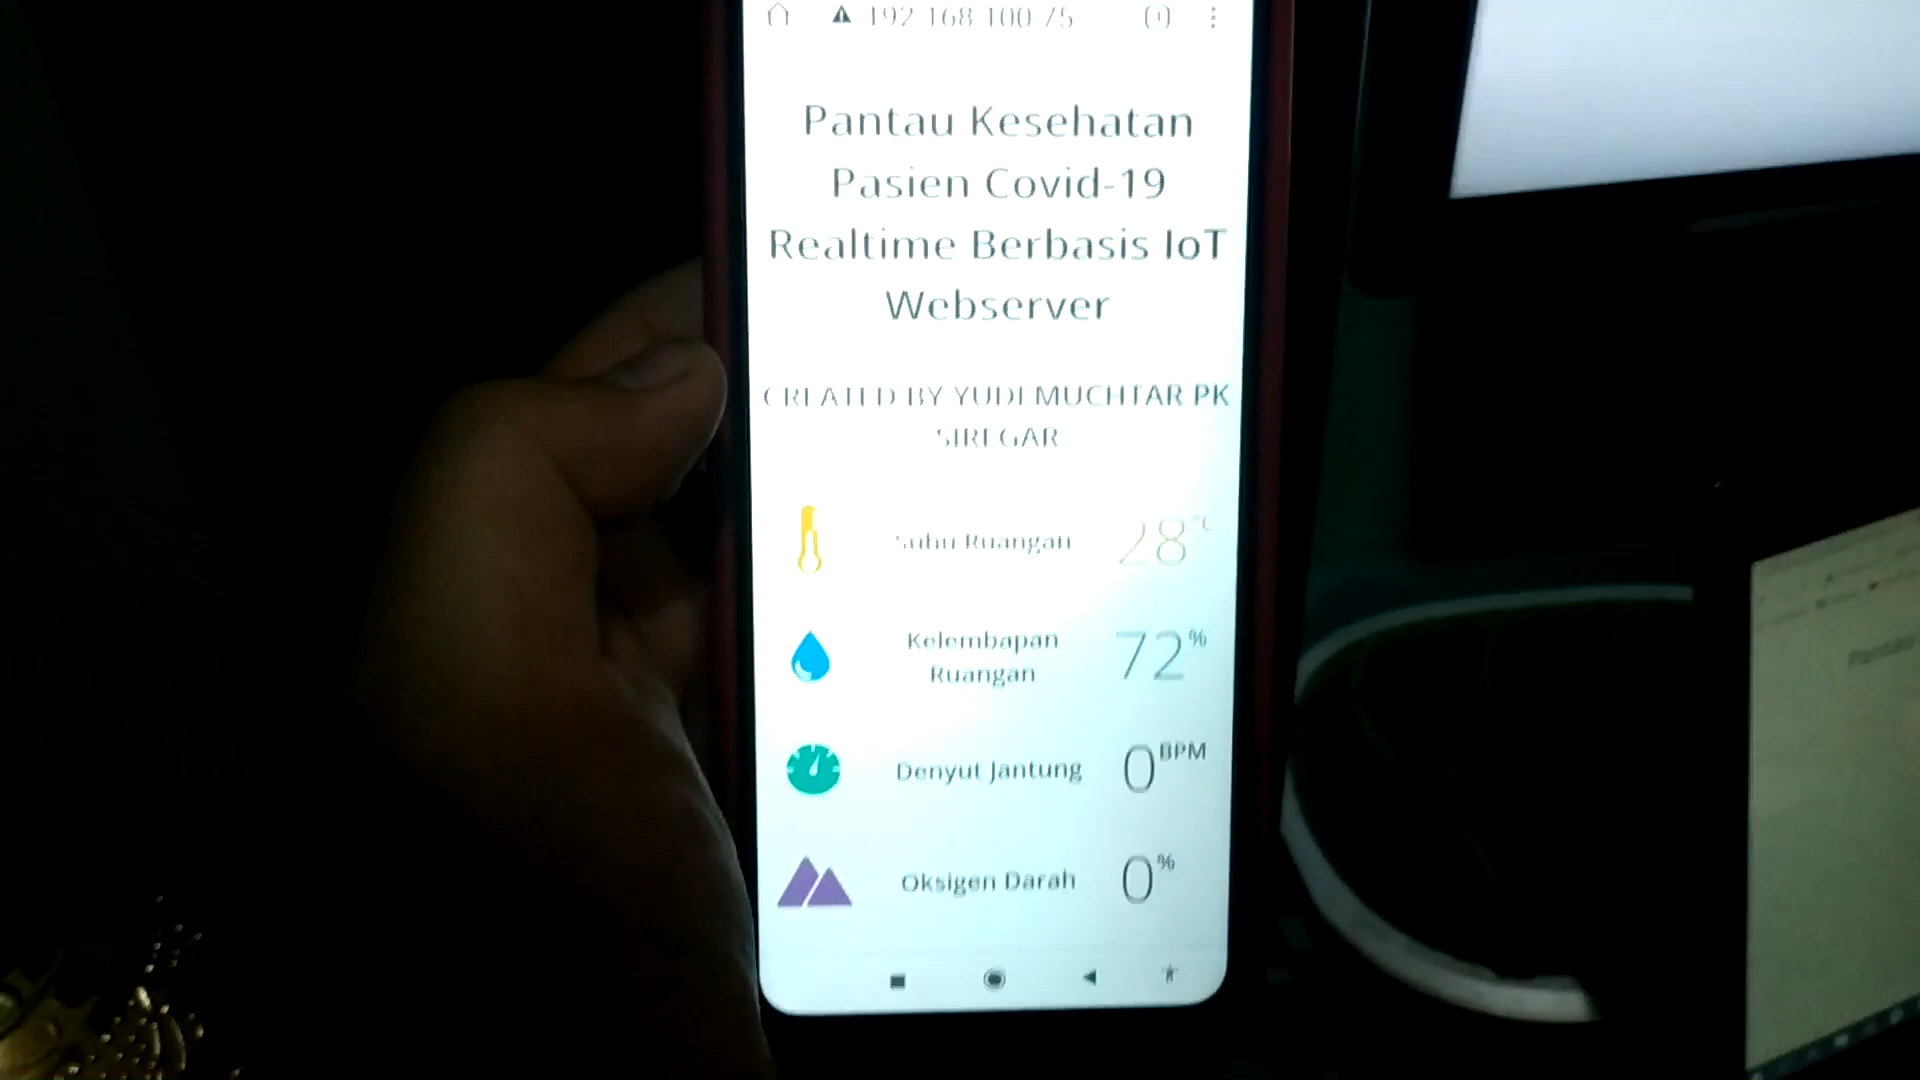 192.168.100.75
Pantau Kesehatan
Pasien Covid-19
Realtime Berbasis IoT
Webserver
CREATED BY YUDI MUCHTAR PK
SIREGAR
Suhu Ruangan 28 °C
Kelembapan
Ruangan 72 %
Denyut Jantung 0 BPM
Oksigen Darah 0 %